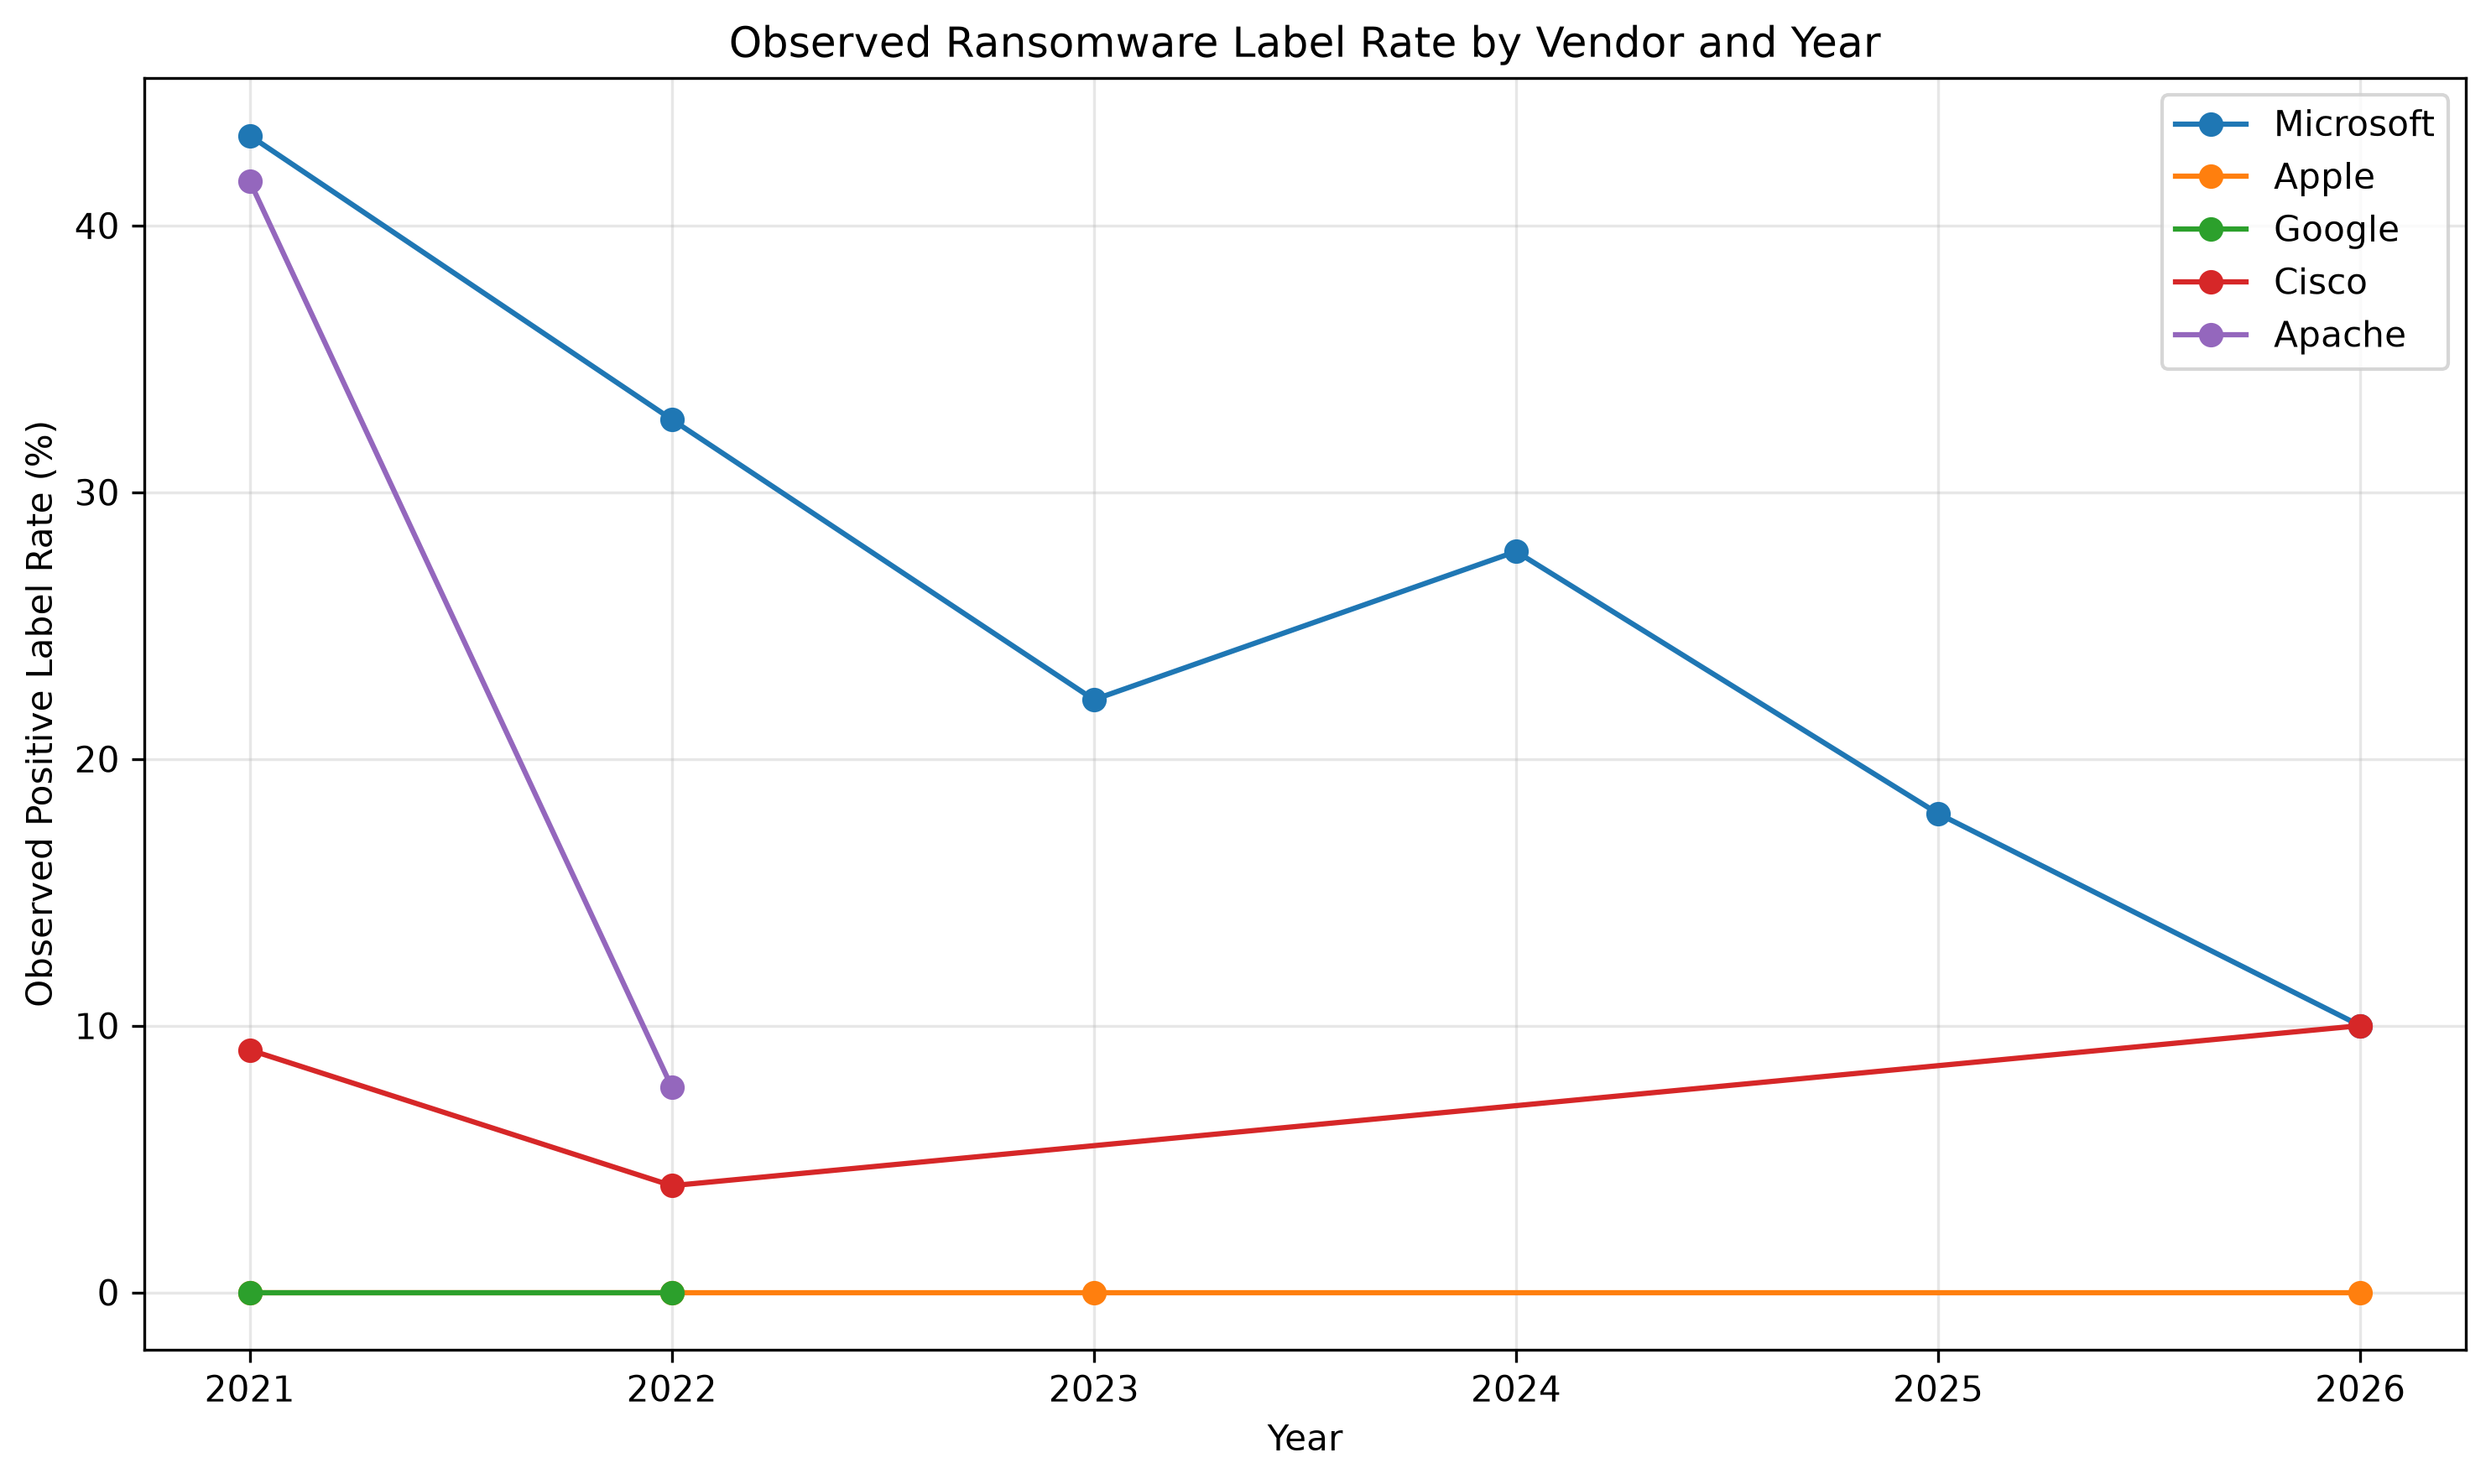 Observed Ransomware Label Rate by Vendor and Year
Microsoft
Apple
Google
Cisco
Apache
Observed Positive Label Rate (%)
40
30
20
10
0
2021 2022 2023 2024 2025 2026
Year